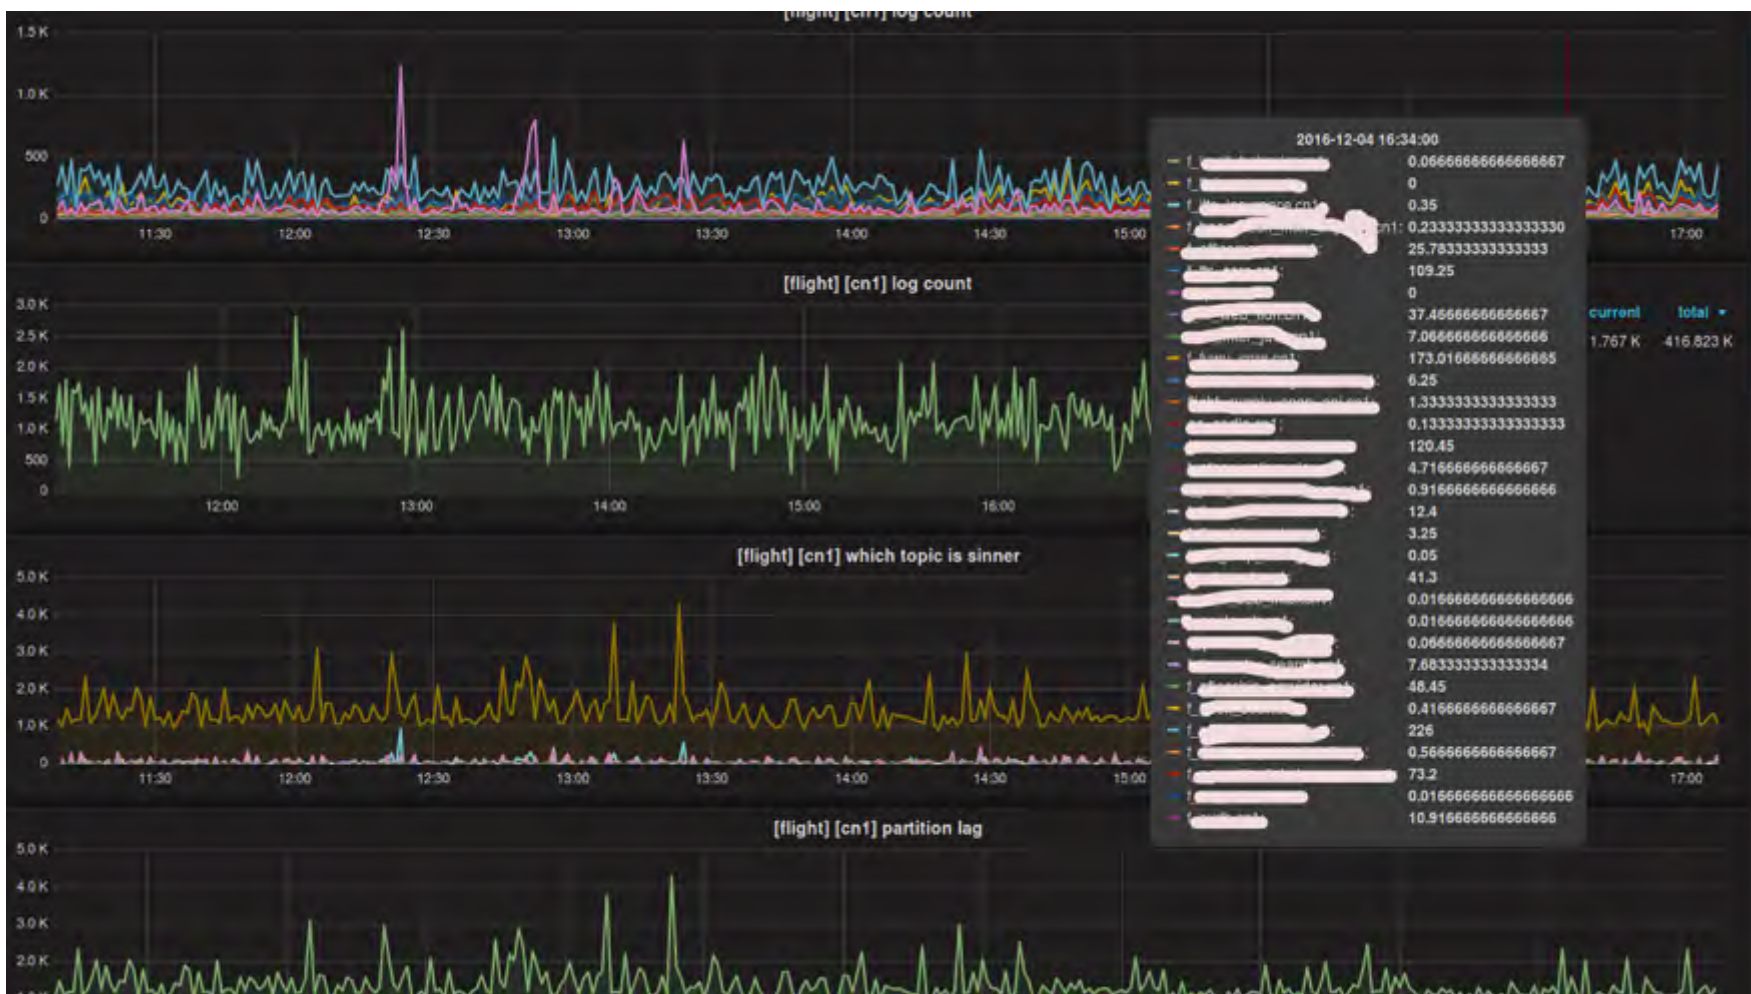 [flight] [cn1] log count
1.5 K
1.0 K
500
0
11:30 12:00 12:30 13:00 13:30 14:00 14:30 15:00 17:00
2016-12-04 16:34:00
0.06666666666666667
0
0.35
cn1: 0.23333333333333330
25.78333333333333
109.25
0
37.46666666666667
7.066666666666666
173.01666666666665
6.25
1.3333333333333333
0.13333333333333333
120.45
4.716666666666667
0.9166666666666666
12.4
3.25
0.05
41.3
0.016666666666666666
0.016666666666666666
0.06666666666666667
7.683333333333334
48.45
0.4166666666666667
226
0.5666666666666667
73.2
0.016666666666666666
10.916666666666666
[flight] [cn1] log count
3.0 K
2.5 K
2.0 K
1.5 K
1.0 K
500
0
12:00 13:00 14:00 15:00 16:00
current total
1.767 K 416.823 K
[flight] [cn1] which topic is sinner
5.0 K
4.0 K
3.0 K
2.0 K
1.0 K
0
11:30 12:00 12:30 13:00 13:30 14:00 14:30 15:00 17:00
[flight] [cn1] partition lag
5.0 K
4.0 K
3.0 K
2.0 K